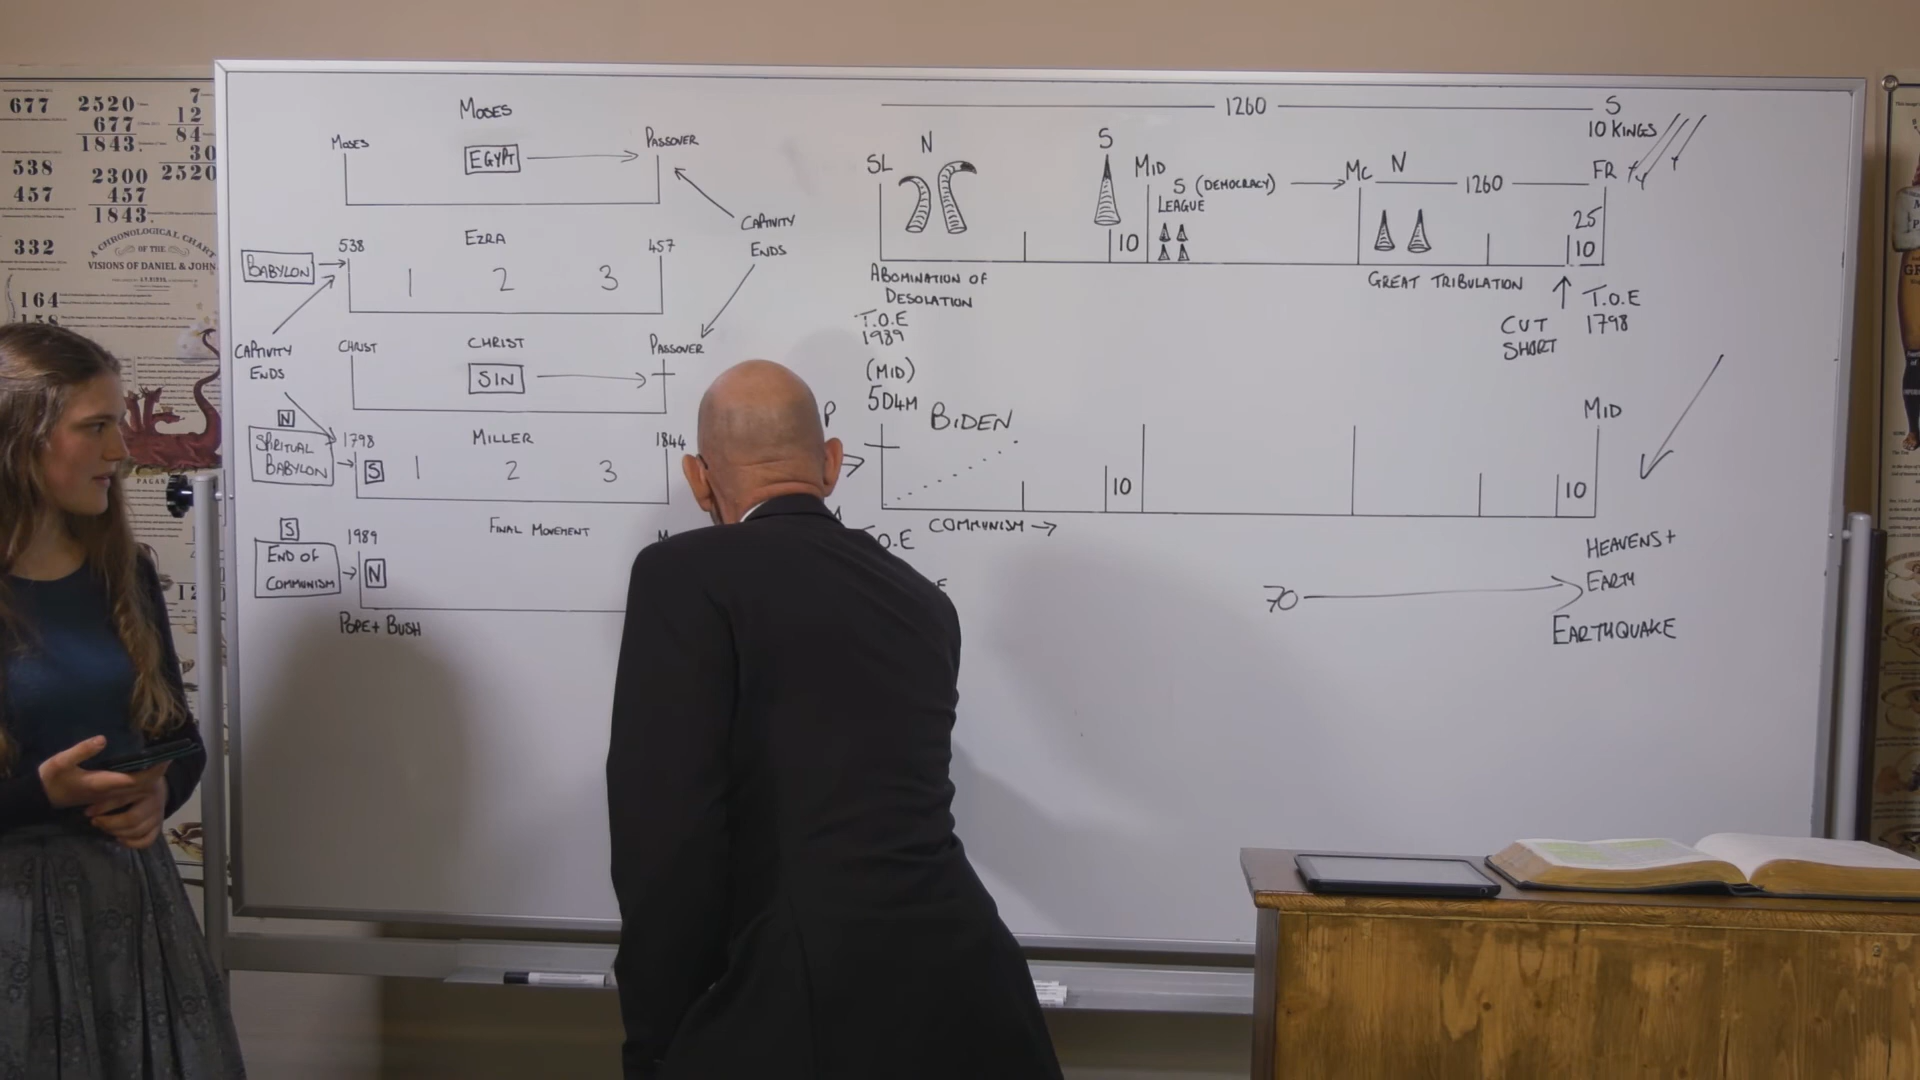 677
2520
677
1843.
7
12
84
30
2520
538
457
2300
457
1843.
332
A CHRONOLOGICAL CHART
OF THE
VISIONS OF DANIEL & JOHN
164
158
PAGAN
MOSES
MOSES
PASSOVER
EGYPT
CAPTIVITY
ENDS
538
EZRA
457
BABYLON
1 2 3
CAPTIVITY
ENDS
CHRIST
CHRIST
PASSOVER
SIN
N
SPIRITUAL
BABYLON
1798
MILLER
1844
S
1 2 3
S
END OF
COMMUNISM
1989
FINAL MOVEMENT
N
POPE + BUSH
1260
S
10 KINGS
SL
N
S
MID
S (DEMOCRACY)
LEAGUE
MC
N
1260
FR
10
25
10
ABOMINATION OF
DESOLATION
GREAT TRIBULATION
CUT
SHORT
T.O.E
1798
T.O.E
1989
(MID)
5D4M
P
BIDEN
MID
10
10
COMMUNISM
O.E
HEAVENS +
EARTH
70
EARTHQUAKE